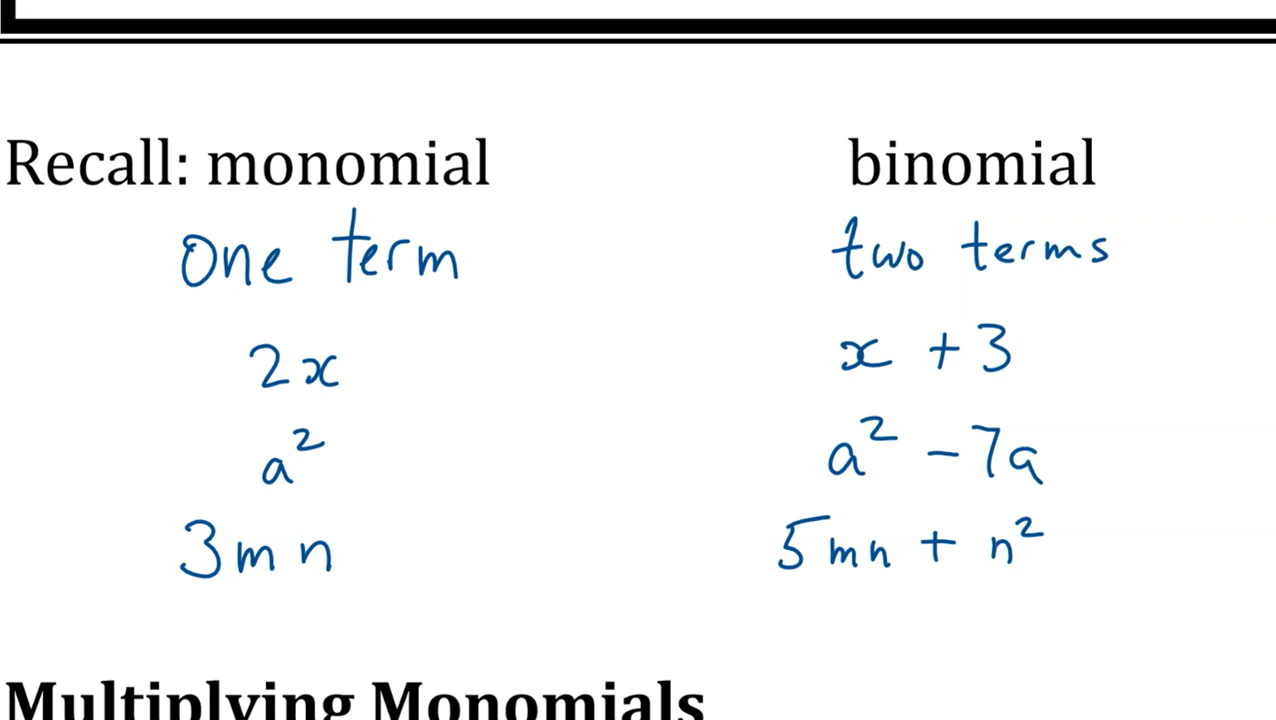 Recall: monomial binomial
one term two terms
2x x + 3
a² a² - 7a
3mn 5mn + n²
Multiplying Monomials